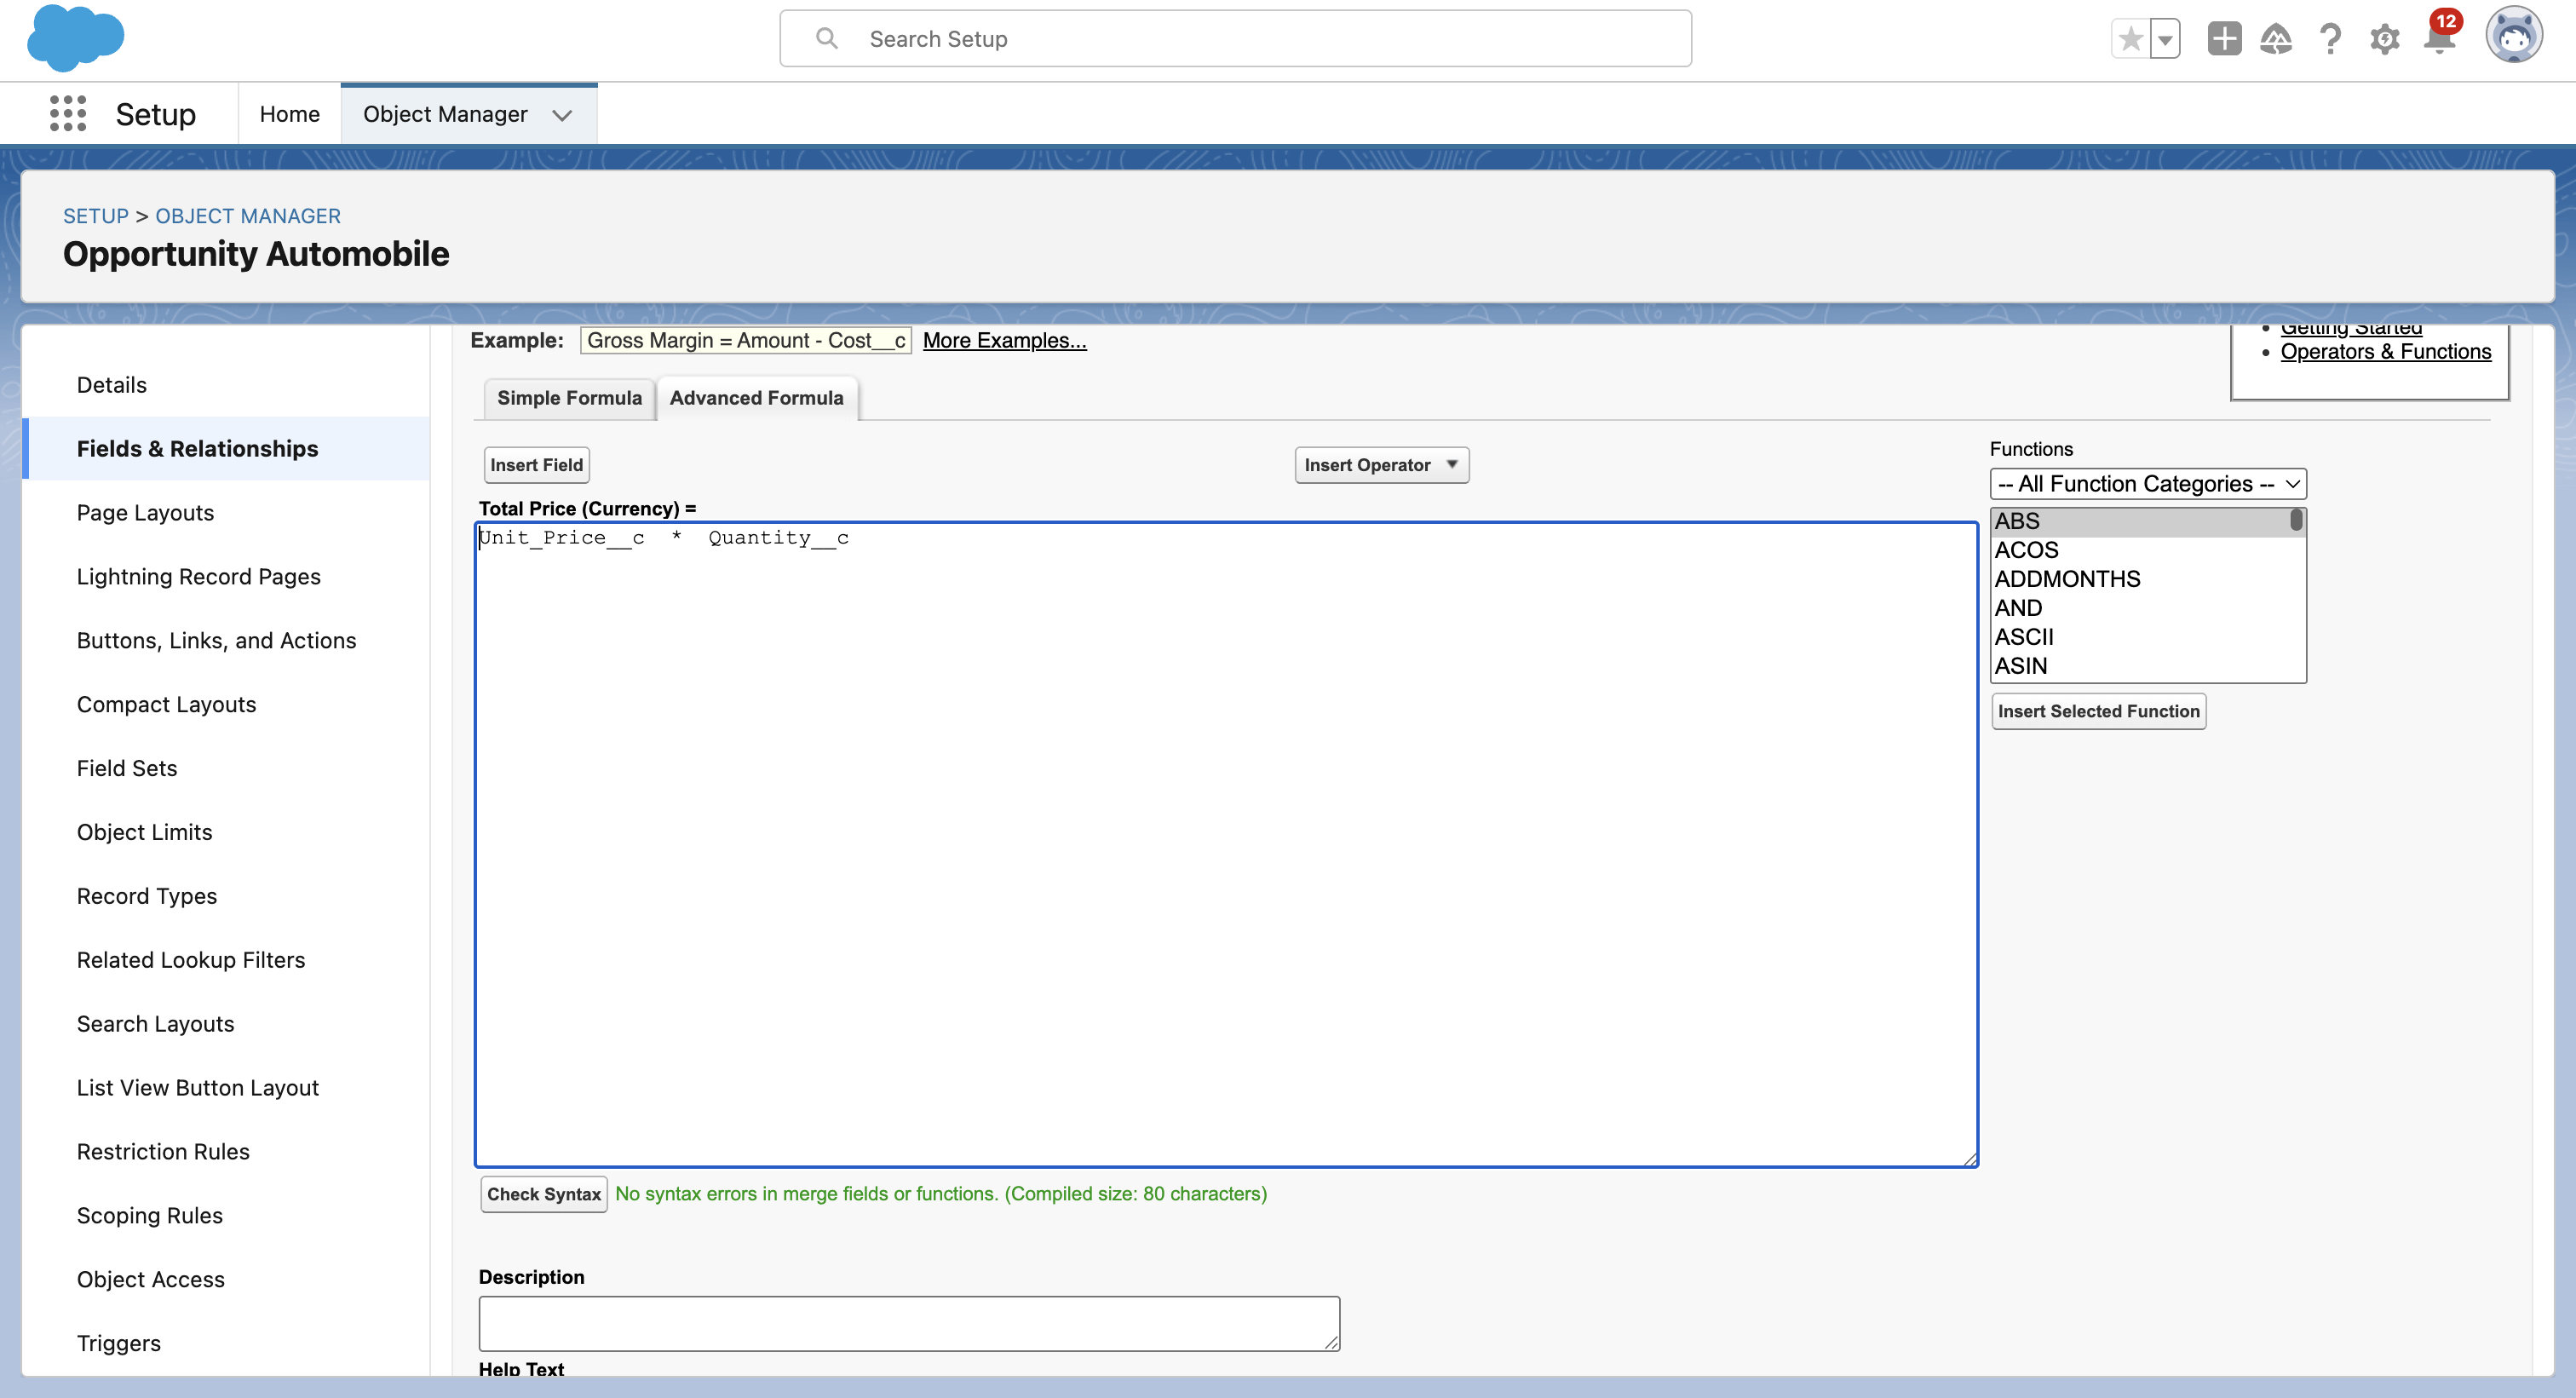 Search Setup
12
Setup
Home
Object Manager
SETUP > OBJECT MANAGER
Opportunity Automobile
Details
Fields & Relationships
Page Layouts
Lightning Record Pages
Buttons, Links, and Actions
Compact Layouts
Field Sets
Object Limits
Record Types
Related Lookup Filters
Search Layouts
List View Button Layout
Restriction Rules
Scoping Rules
Object Access
Triggers
Example: Gross Margin = Amount - Cost__c More Examples...
Getting Started
Operators & Functions
Simple Formula
Advanced Formula
Insert Field
Insert Operator
Total Price (Currency) =
Unit_Price__c * Quantity__c
Functions
-- All Function Categories --
ABS
ACOS
ADDMONTHS
AND
ASCII
ASIN
Insert Selected Function
Check Syntax No syntax errors in merge fields or functions. (Compiled size: 80 characters)
Description
Help Text